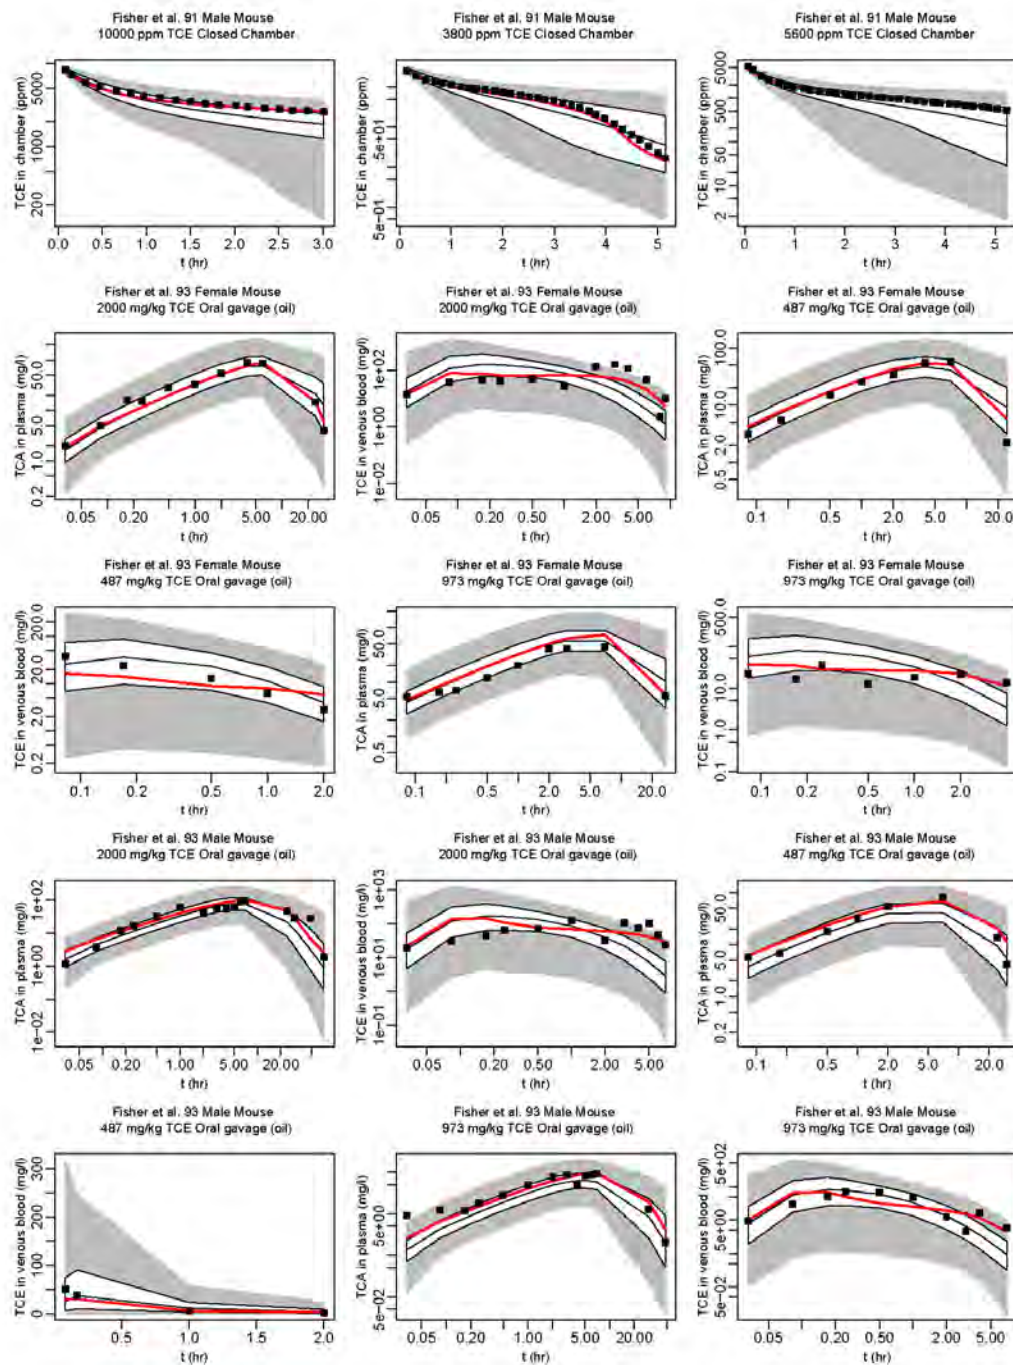 Fisher et al. 91 Male Mouse
10000 ppm TCE Closed Chamber
TCE in chamber (ppm)
5000
1000
200
0.0 0.5 1.0 1.5 2.0 2.5 3.0
t (hr)
Fisher et al. 91 Male Mouse
3800 ppm TCE Closed Chamber
TCE in chamber (ppm)
5e+01
5e-01
0 1 2 3 4 5
t (hr)
Fisher et al. 91 Male Mouse
5600 ppm TCE Closed Chamber
TCE in chamber (ppm)
5000
500
50
10
2
0 1 2 3 4 5
t (hr)
Fisher et al. 93 Female Mouse
2000 mg/kg TCE Oral gavage (oil)
TCA in plasma (mg/l)
50.0
5.0
1.0
0.2
0.05 0.20 1.00 5.00 20.00
t (hr)
Fisher et al. 93 Female Mouse
2000 mg/kg TCE Oral gavage (oil)
TCE in venous blood (mg/l)
1e+02
1e+00
1e-02
0.05 0.20 0.50 2.00 5.00
t (hr)
Fisher et al. 93 Female Mouse
487 mg/kg TCE Oral gavage (oil)
TCA in plasma (mg/l)
100.0
10.0
2.0
0.5
0.1 0.5 2.0 5.0 20.0
t (hr)
Fisher et al. 93 Female Mouse
487 mg/kg TCE Oral gavage (oil)
TCE in venous blood (mg/l)
200.0
20.0
2.0
0.2
0.1 0.2 0.5 1.0 2.0
t (hr)
Fisher et al. 93 Female Mouse
973 mg/kg TCE Oral gavage (oil)
TCA in plasma (mg/l)
50.0
5.0
0.5
0.1 0.5 2.0 5.0 20.0
t (hr)
Fisher et al. 93 Female Mouse
973 mg/kg TCE Oral gavage (oil)
TCE in venous blood (mg/l)
500.0
10.0
1.0
0.1
0.1 0.2 0.5 1.0 2.0
t (hr)
Fisher et al. 93 Male Mouse
2000 mg/kg TCE Oral gavage (oil)
TCA in plasma (mg/l)
1e+02
1e+00
1e-02
0.05 0.20 1.00 5.00 20.00
t (hr)
Fisher et al. 93 Male Mouse
2000 mg/kg TCE Oral gavage (oil)
TCE in venous blood (mg/l)
1e+03
1e+01
1e-01
0.05 0.20 0.50 2.00 5.00
t (hr)
Fisher et al. 93 Male Mouse
487 mg/kg TCE Oral gavage (oil)
TCA in plasma (mg/l)
50.0
5.0
1.0
0.2
0.1 0.5 2.0 5.0 20.0
t (hr)
Fisher et al. 93 Male Mouse
487 mg/kg TCE Oral gavage (oil)
TCE in venous blood (mg/l)
300
200
100
50
0
0.5 1.0 1.5 2.0
t (hr)
Fisher et al. 93 Male Mouse
973 mg/kg TCE Oral gavage (oil)
TCA in plasma (mg/l)
5e+00
5e-02
0.05 0.20 1.00 5.00 20.00
t (hr)
Fisher et al. 93 Male Mouse
973 mg/kg TCE Oral gavage (oil)
TCE in venous blood (mg/l)
5e+02
5e+00
5e-02
0.05 0.20 0.50 2.00 5.00
t (hr)